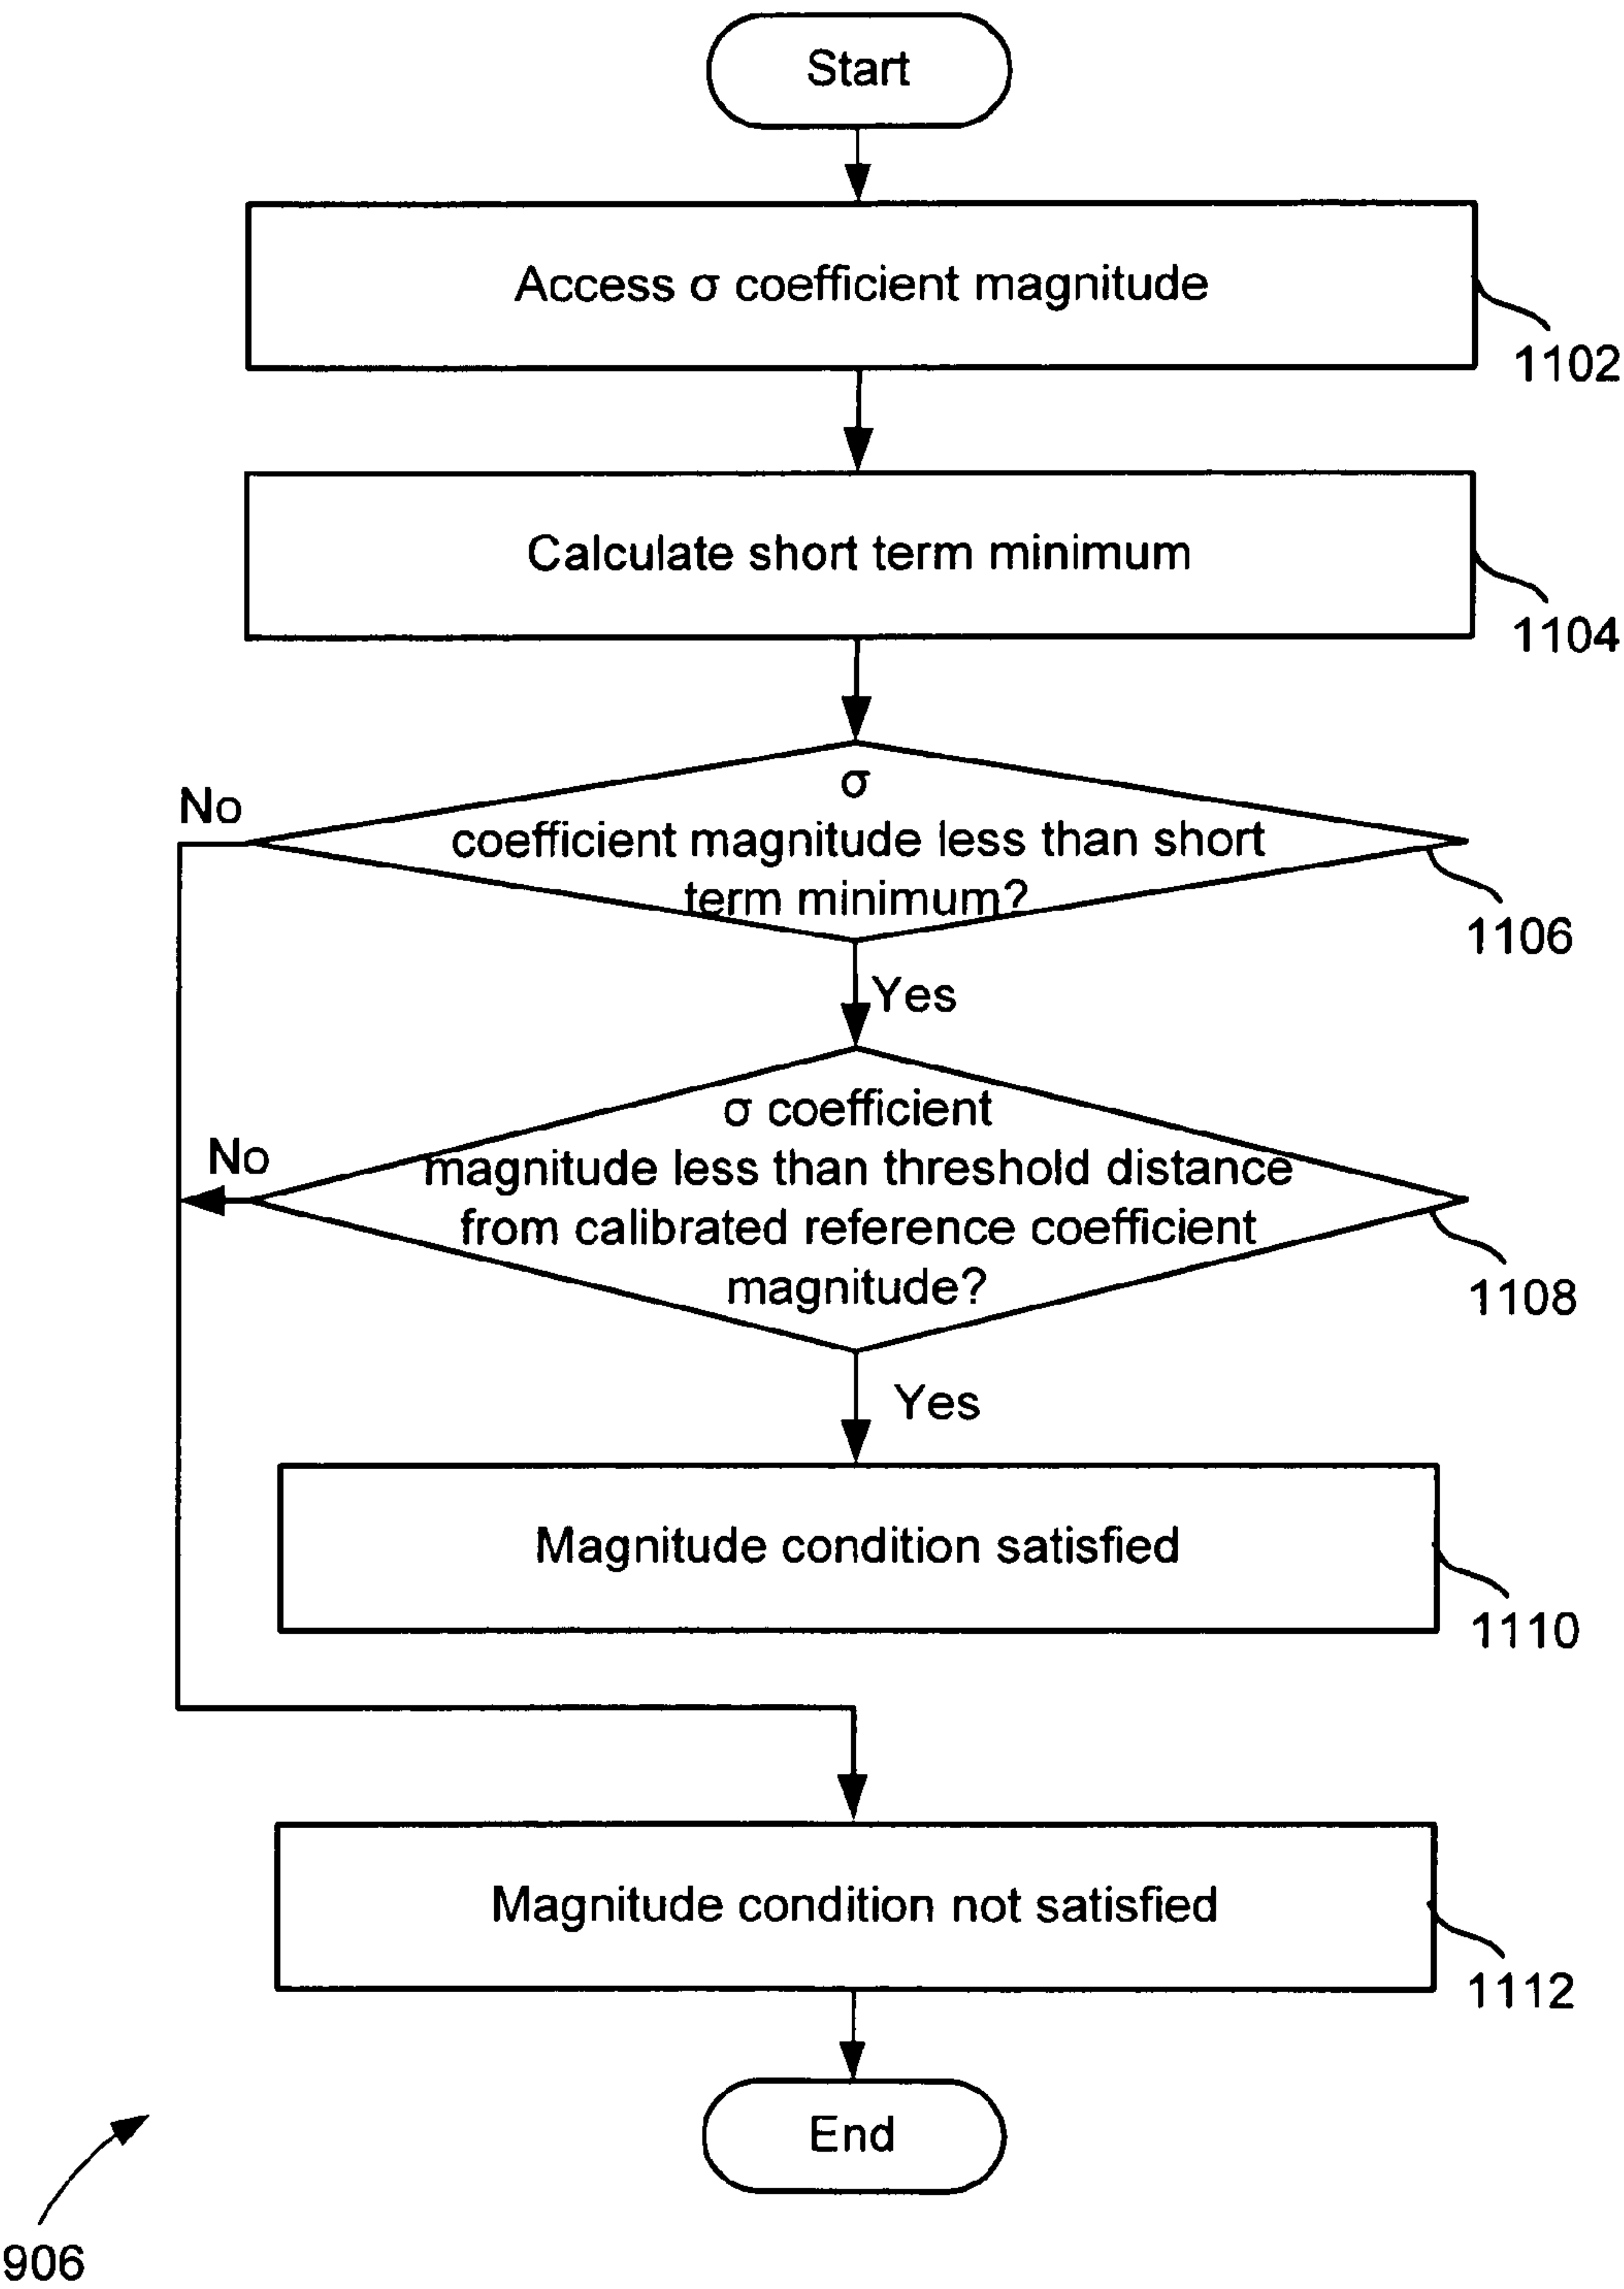 Start
Access σ coefficient magnitude
1102
Calculate short term minimum
1104
σ
coefficient magnitude less than short
term minimum?
No
1106
Yes
σ coefficient
magnitude less than threshold distance
from calibrated reference coefficient
magnitude?
No
1108
Yes
Magnitude condition satisfied
1110
Magnitude condition not satisfied
1112
End
906